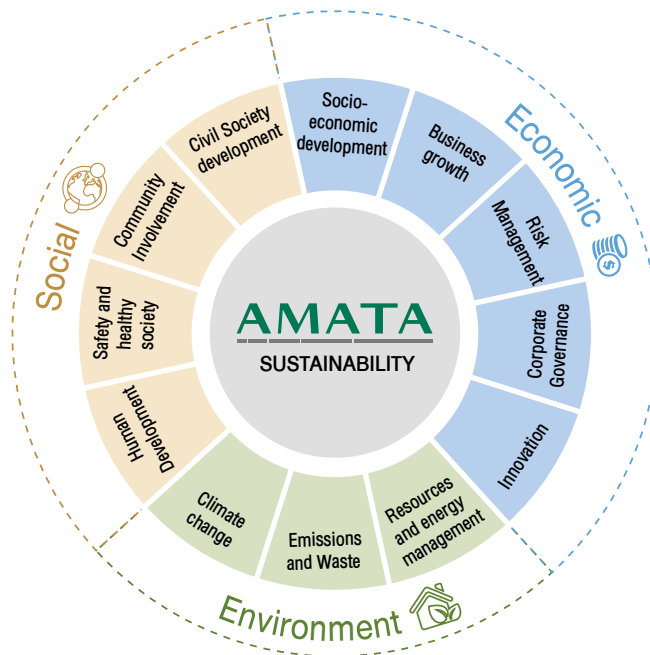 AMATA
SUSTAINABILITY
Economic
Socio-
economic
development
Business
growth
Risk
Management
Corporate
Governance
Innovation
Environment
Resources
and energy
management
Emissions
and Waste
Climate
change
Social
Human
Development
Safety and
healthy
society
Community
Involvement
Civil Society
development